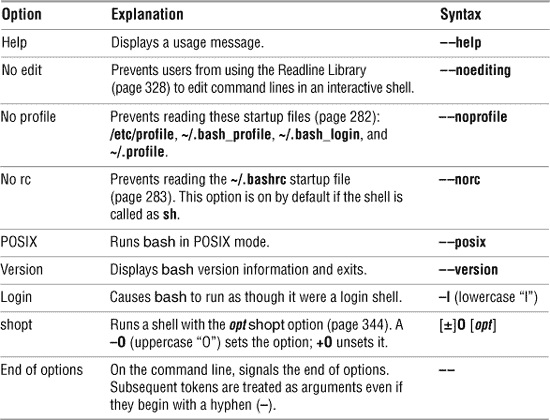 Option Explanation Syntax
Help Displays a usage message. ––help
No edit Prevents users from using the Readline Library ––noediting
(page 328) to edit command lines in an interactive shell.
No profile Prevents reading these startup files (page 282): ––noprofile
/etc/profile, ~/.bash_profile, ~/.bash_login, and
~/.profile.
No rc Prevents reading the ~/.bashrc startup file ––norc
(page 283). This option is on by default if the shell is
called as sh.
POSIX Runs bash in POSIX mode. ––posix
Version Displays bash version information and exits. ––version
Login Causes bash to run as though it were a login shell. –l (lowercase “l”)
shopt Runs a shell with the opt shopt option (page 344). A [±]O [opt]
–O (uppercase “O”) sets the option; +O unsets it.
End of options On the command line, signals the end of options. ––
Subsequent tokens are treated as arguments even if
they begin with a hyphen (–).